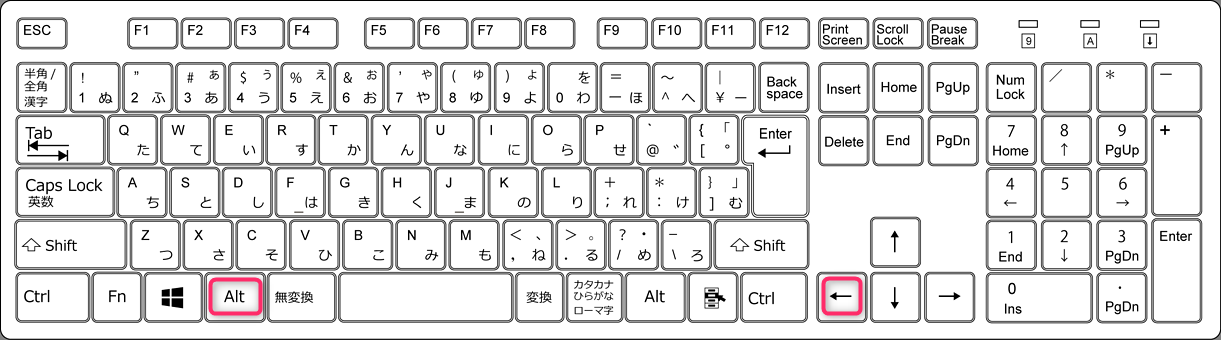 ESC F1 F2 F3 F4 F5 F6 F7 F8 F9 F10 F11 F12 Print Screen Scroll Lock Pause Break 9 A ↓
半角/全角 漢字 ! 1 ぬ " 2 ふ # ぁ 3 あ $ ぅ 4 う % ぇ 5 え & ぉ 6 お ' ゃ 7 や ( ゅ 8 ゆ ) ょ 9 よ を 0 わ = ー ほ ~ ^ へ | ¥ ー Back space Insert Home PgUp Num Lock / * −
Tab Q た W て E い R す T か Y ん U な I に O ら P せ ` @ ゛ { 「 [ ° Enter Delete End PgDn 7 Home 8 ↑ 9 PgUp +
Caps Lock 英数 A ち S と D し F _ は G き H く J _ ま K の L り + ; れ * : け } 」 ] む 4 ← 5 6 →
Shift Z つ X さ C そ V ひ B こ N み M も < 、 , ね > 。 . る ? ・ / め − \ ろ Shift ↑ 1 End 2 ↓ 3 PgDn Enter
Ctrl Fn Alt 無変換 変換 カタカナ ひらがな ローマ字 Alt Ctrl ← ↓ → 0 Ins . PgDn